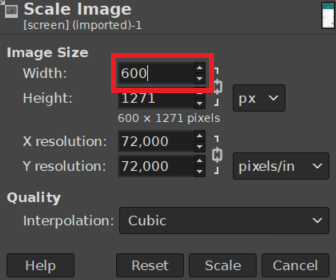 Scale Image
[screen] (imported)-1
Image Size
Width: 600
Height: 1271 px
600 × 1271 pixels
X resolution: 72,000
Y resolution: 72,000 pixels/in
Quality
Interpolation: Cubic
Help Reset Scale Cancel